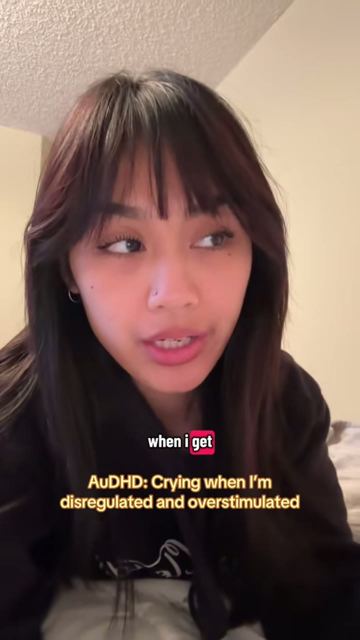 when i get
AuDHD: Crying when I'm
disregulated and overstimulated